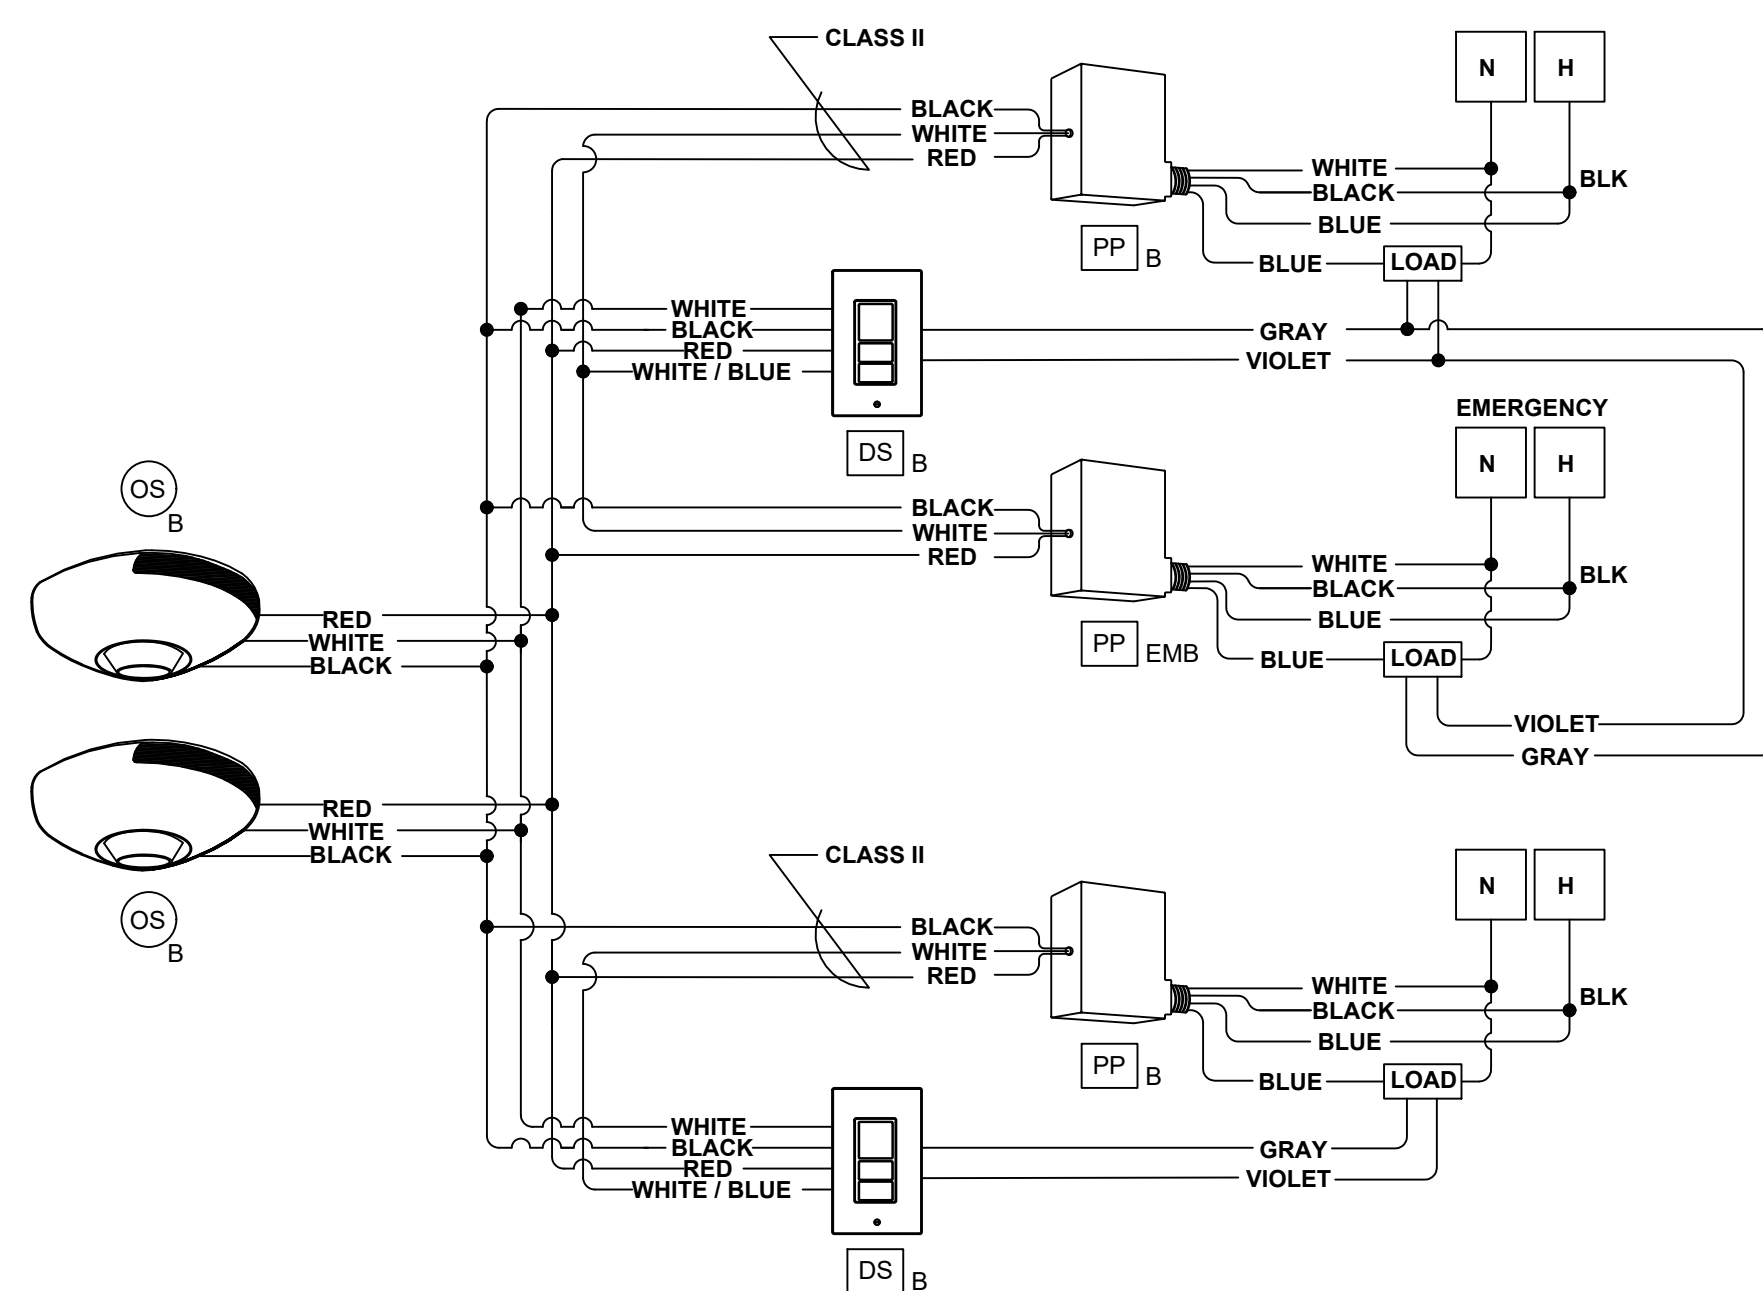 CLASS II
N
H
BLACK
WHITE
RED
WHITE
BLACK
BLK
BLUE
PP
B
BLUE
LOAD
WHITE
BLACK
RED
WHITE / BLUE
GRAY
VIOLET
DS
B
EMERGENCY
N
H
OS
B
BLACK
WHITE
RED
WHITE
BLACK
BLK
BLUE
PP
EMB
BLUE
LOAD
RED
WHITE
BLACK
VIOLET
GRAY
RED
WHITE
BLACK
OS
B
CLASS II
N
H
BLACK
WHITE
RED
WHITE
BLACK
BLK
BLUE
PP
B
BLUE
LOAD
WHITE
BLACK
RED
WHITE / BLUE
GRAY
VIOLET
DS
B